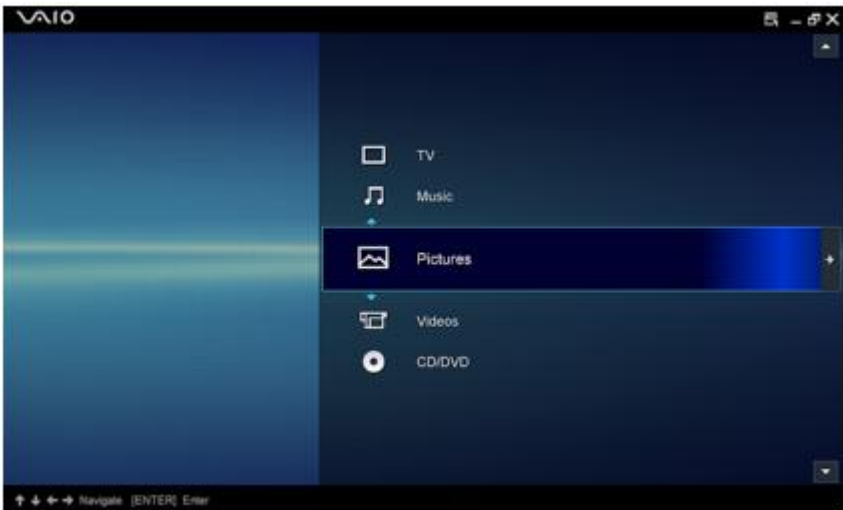 VAIO
TV
Music
Pictures
Videos
CD/DVD
↑ ↓ ← → Navigate [ENTER] Enter